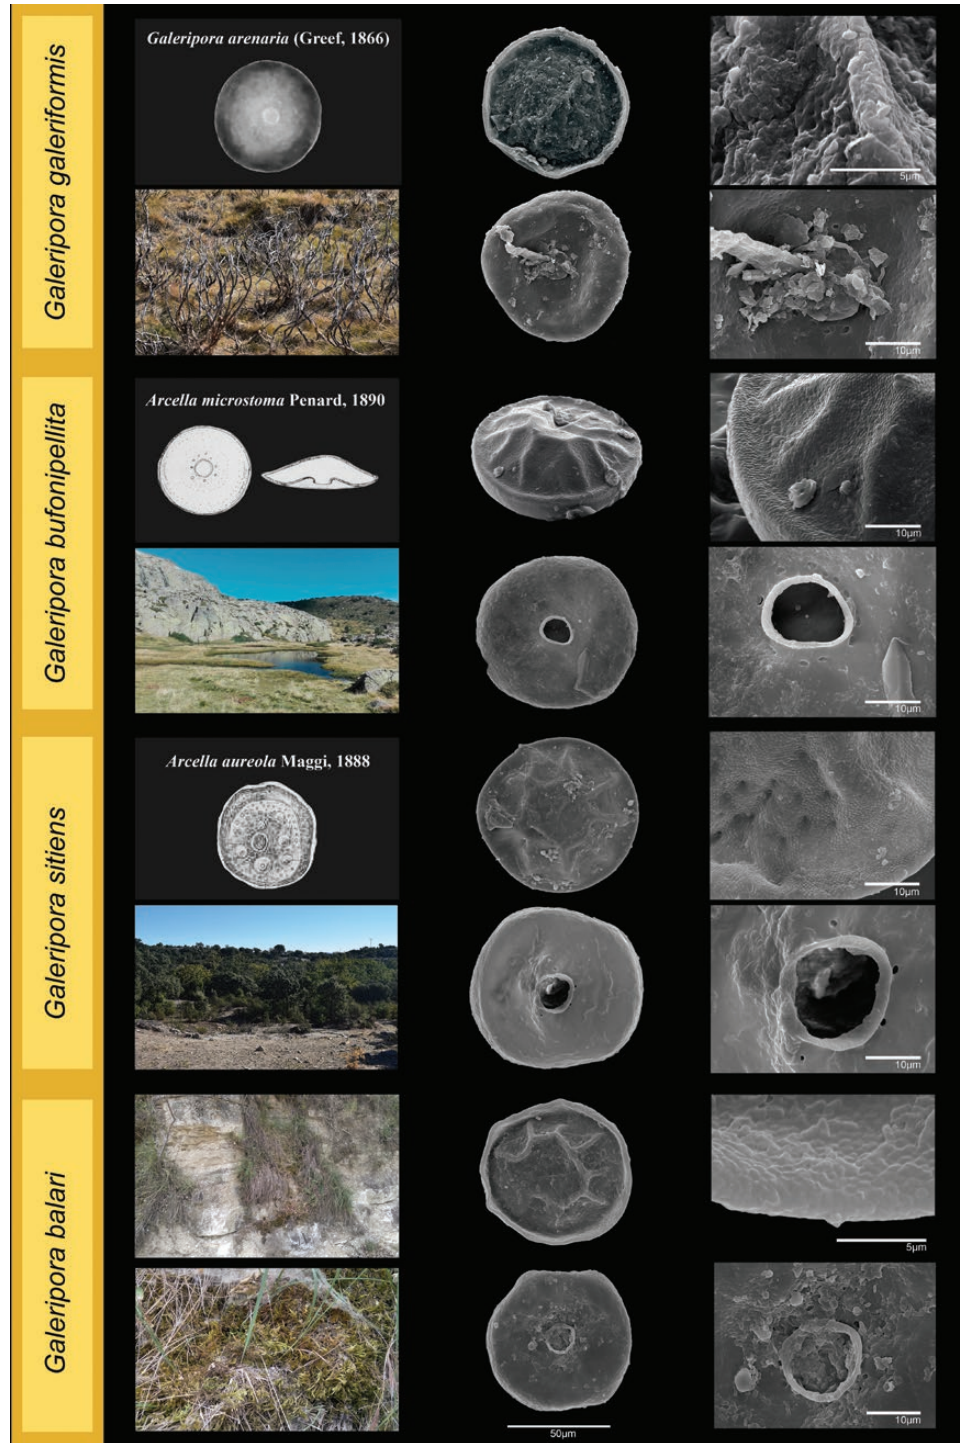 Galeripora galeriformis
Galeripora arenaria (Greef, 1866)
5µm
10µm
Galeripora bufonipellita
Arcella microstoma Penard, 1890
10µm
10µm
Galeripora sitiens
Arcella aureola Maggi, 1888
10µm
10µm
Galeripora balari
5µm
50µm
10µm